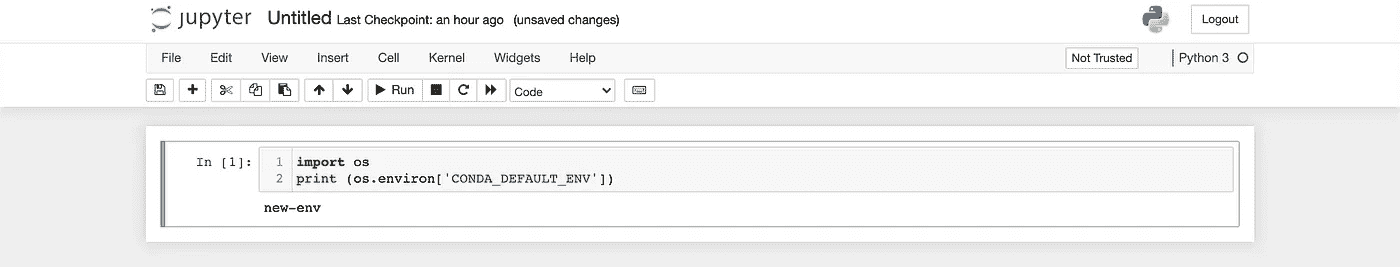 jupyter Untitled Last Checkpoint: an hour ago (unsaved changes) Logout
File Edit View Insert Cell Kernel Widgets Help Not Trusted Python 3
Run Code
In [1]: 1 import os
2 print (os.environ['CONDA_DEFAULT_ENV'])
new-env